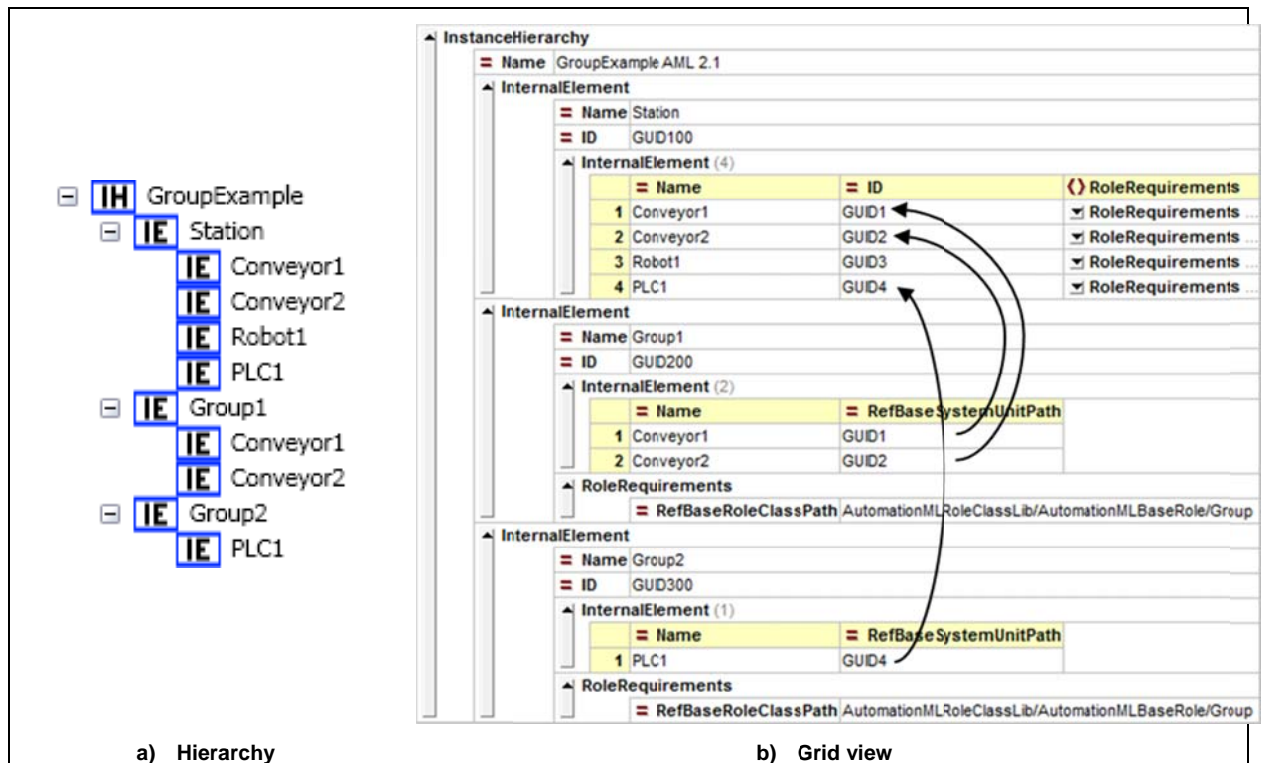 IH GroupExample
IE Station
IE Conveyor1
IE Conveyor2
IE Robot1
IE PLC1
IE Group1
IE Conveyor1
IE Conveyor2
IE Group2
IE PLC1
a) Hierarchy
InstanceHierarchy
= Name GroupExample AML 2.1
InternalElement
= Name Station
= ID GUD100
InternalElement (4)
= Name = ID <> RoleRequirements
1 Conveyor1 GUID1 RoleRequirements ...
2 Conveyor2 GUID2 RoleRequirements ...
3 Robot1 GUID3 RoleRequirements ...
4 PLC1 GUID4 RoleRequirements ...
InternalElement
= Name Group1
= ID GUD200
InternalElement (2)
= Name = RefBaseSystemUnitPath
1 Conveyor1 GUID1
2 Conveyor2 GUID2
RoleRequirements
= RefBaseRoleClassPath AutomationMLRoleClassLib/AutomationMLBaseRole/Group
InternalElement
= Name Group2
= ID GUD300
InternalElement (1)
= Name = RefBaseSystemUnitPath
1 PLC1 GUID4
RoleRequirements
= RefBaseRoleClassPath AutomationMLRoleClassLib/AutomationMLBaseRole/Group
b) Grid view